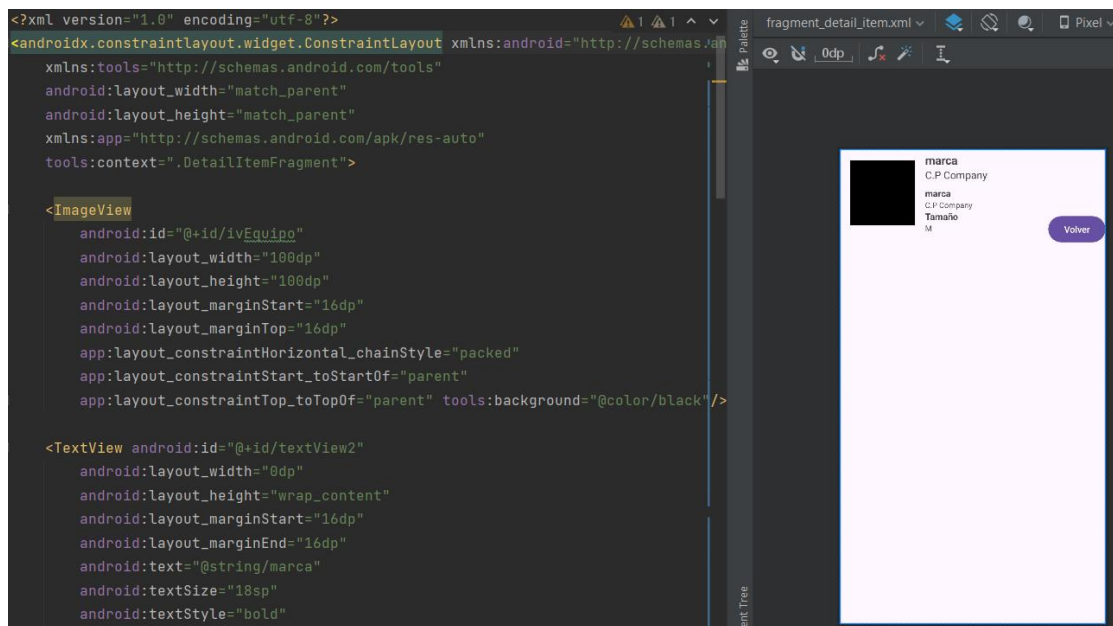 <?xml version="1.0" encoding="utf-8"?>
1 1
<androidx.constraintlayout.widget.ConstraintLayout xmlns:android="http://schemas.an
xmlns:tools="http://schemas.android.com/tools"
android:layout_width="match_parent"
android:layout_height="match_parent"
xmlns:app="http://schemas.android.com/apk/res-auto"
tools:context=".DetailItemFragment">
<ImageView
android:id="@+id/ivEquipo"
android:layout_width="100dp"
android:layout_height="100dp"
android:layout_marginStart="16dp"
android:layout_marginTop="16dp"
app:layout_constraintHorizontal_chainStyle="packed"
app:layout_constraintStart_toStartOf="parent"
app:layout_constraintTop_toTopOf="parent" tools:background="@color/black"/>
<TextView android:id="@+id/textView2"
android:layout_width="0dp"
android:layout_height="wrap_content"
android:layout_marginStart="16dp"
android:layout_marginEnd="16dp"
android:text="@string/marca"
android:textSize="18sp"
android:textStyle="bold"
Palette
ent Tree
fragment_detail_item.xml
Pixel
0dp
marca
C.P Company
marca
C.P Company
Tamaño
M
Volver